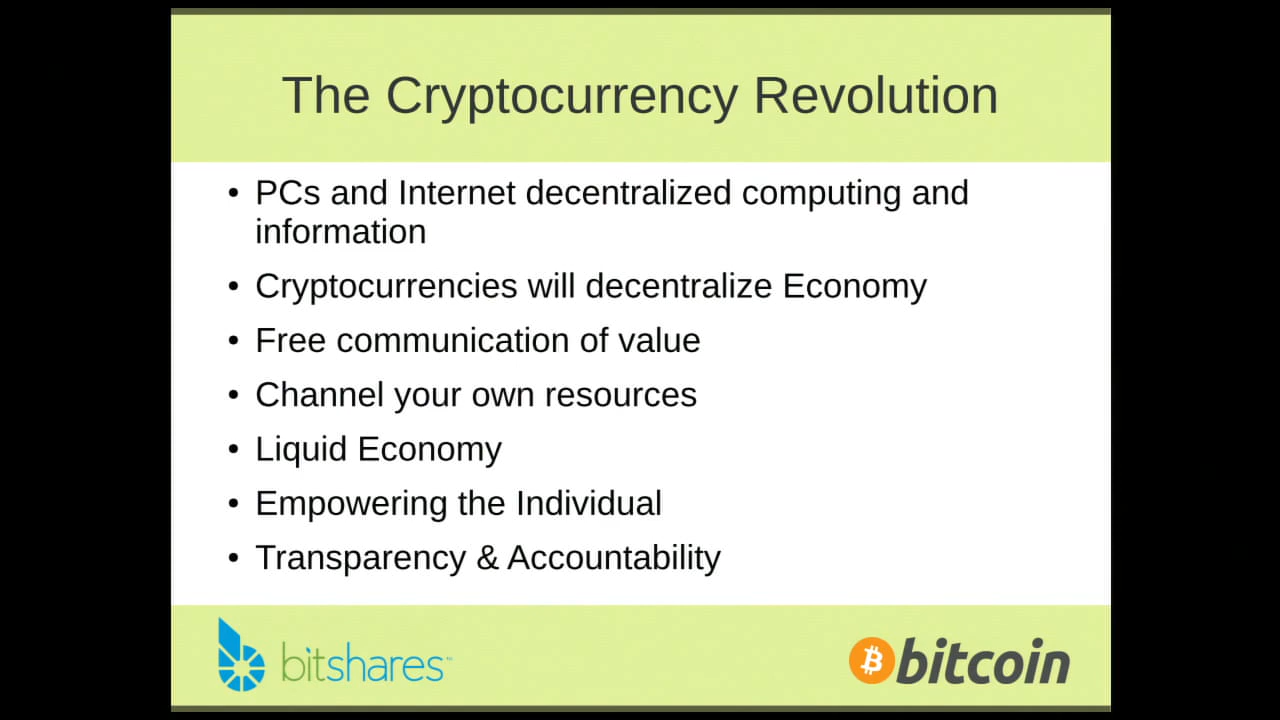 The Cryptocurrency Revolution
• PCs and Internet decentralized computing and
information
• Cryptocurrencies will decentralize Economy
• Free communication of value
• Channel your own resources
• Liquid Economy
• Empowering the Individual
• Transparency & Accountability
bitshares™
bitcoin